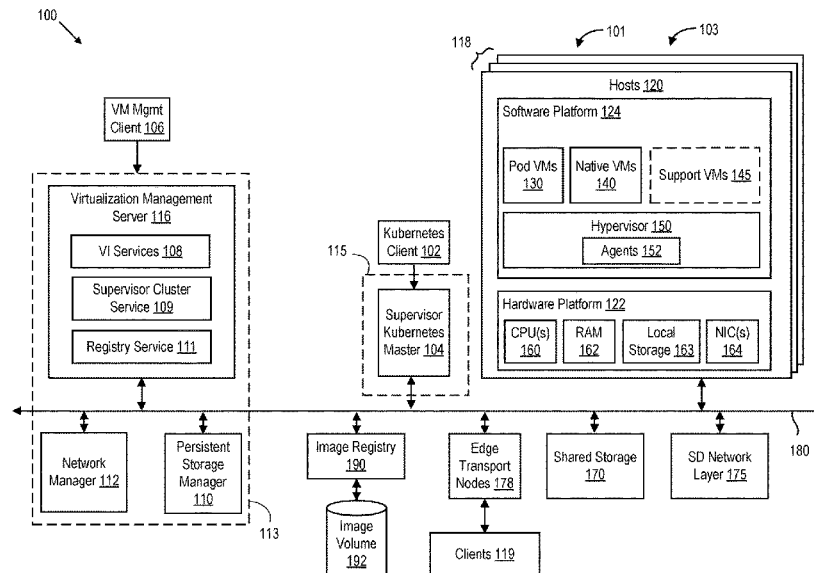 100
101
103
118
Hosts 120
Software Platform 124
Pod VMs
130
Native VMs
140
Support VMs 145
Hypervisor 150
Agents 152
Hardware Platform 122
CPU(s)
160
RAM
162
Local
Storage 163
NIC(s)
164
VM Mgmt
Client 106
Virtualization Management
Server 116
VI Services 108
Supervisor Cluster
Service 109
Registry Service 111
Kubernetes
Client 102
115
Supervisor
Kubernetes
Master 104
180
Network
Manager 112
Persistent
Storage
Manager
110
113
Image Registry
190
Image
Volume
192
Edge
Transport
Nodes 178
Clients 119
Shared Storage
170
SD Network
Layer 175